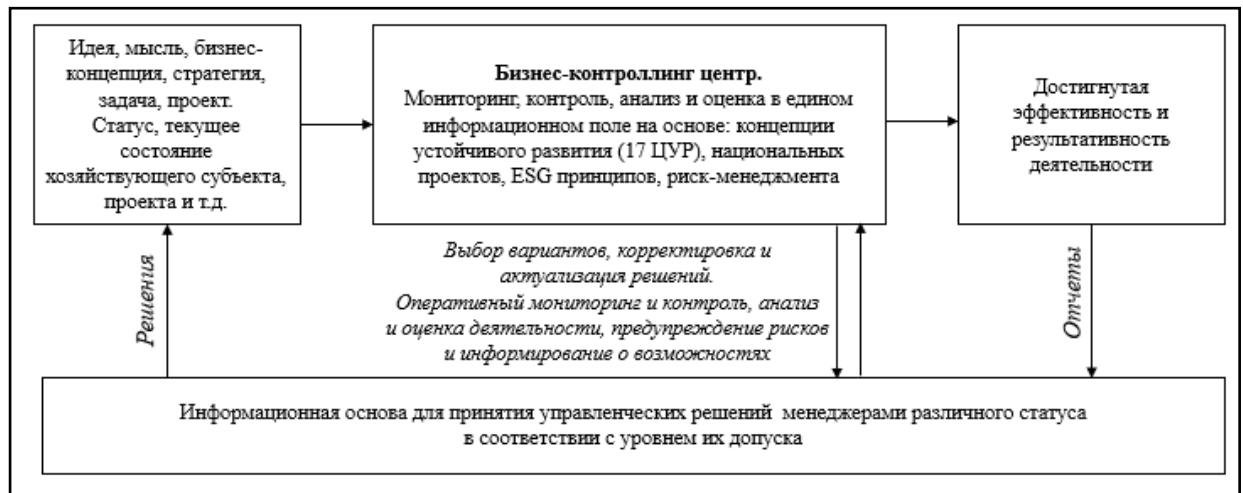 Идея, мысль, бизнес-
концепция, стратегия,
задача, проект.
Статус, текущее
состояние
хозяйствующего субъекта,
проекта и т.д.
Бизнес-контроллинг центр.
Мониторинг, контроль, анализ и оценка в едином
информационном поле на основе: концепции
устойчивого развития (17 ЦУР), национальных
проектов, ESG принципов, риск-менеджмента
Достигнутая
эффективность и
результативность
деятельности
Решения
Выбор вариантов, корректировка и
актуализация решений.
Оперативный мониторинг и контроль, анализ
и оценка деятельности, предупреждение рисков
и информирование о возможностях
Отчеты
Информационная основа для принятия управленческих решений менеджерами различного статуса
в соответствии с уровнем их допуска